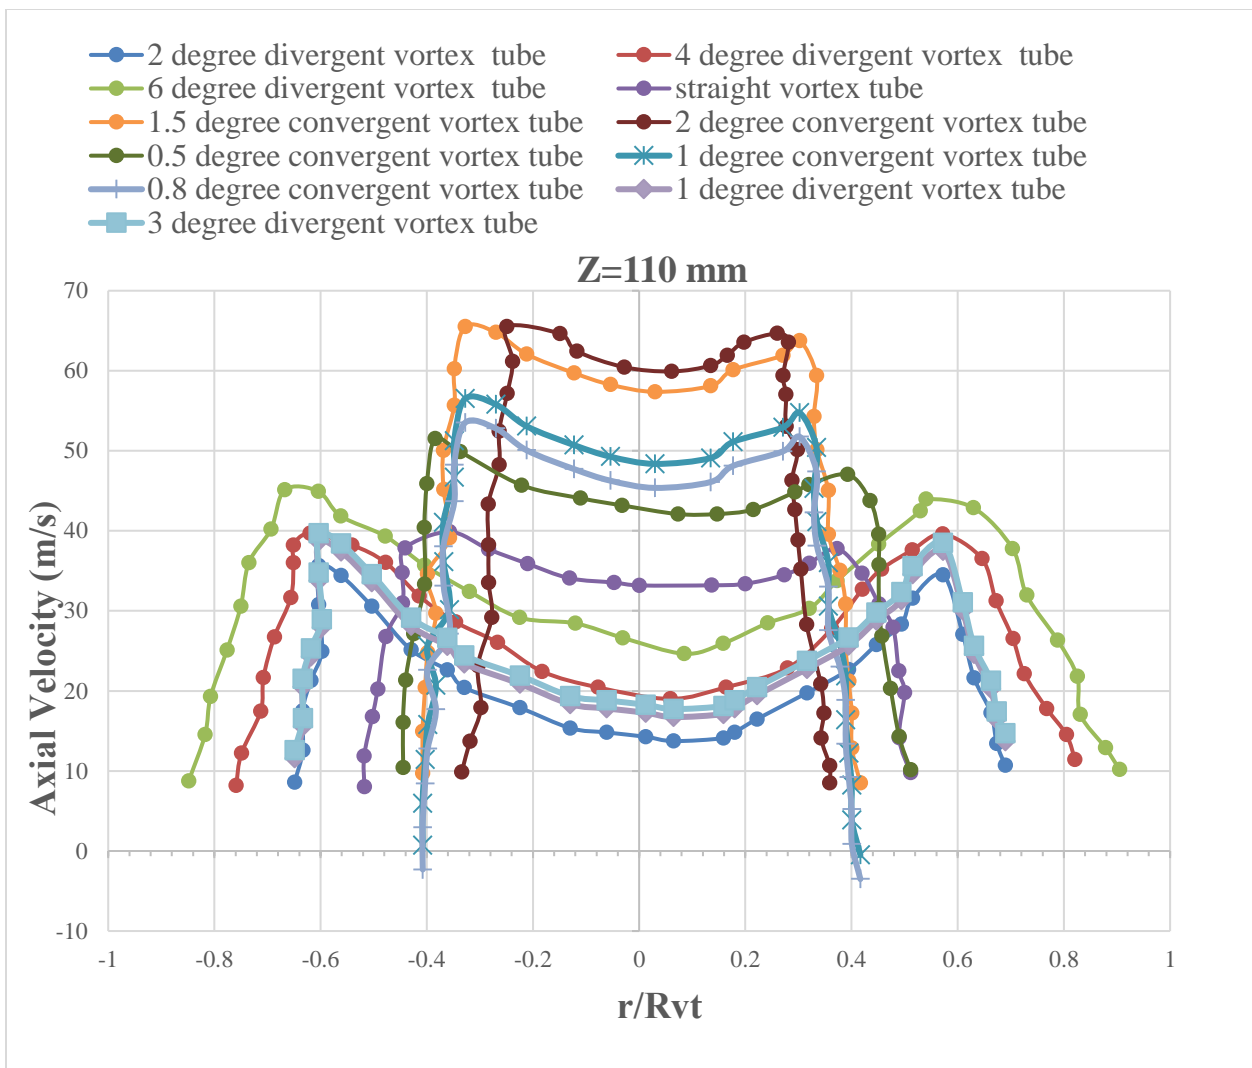 2 degree divergent vortex  tube
4 degree divergent vortex  tube
6 degree divergent vortex  tube
straight vortex tube
1.5 degree convergent vortex tube
2 degree convergent vortex tube
0.5 degree convergent vortex tube
1 degree convergent vortex tube
0.8 degree convergent vortex tube
1 degree divergent vortex tube
3 degree divergent vortex tube
Z=110 mm
Axial Velocity (m/s)
70
60
50
40
30
20
10
0
-10
-1
-0.8
-0.6
-0.4
-0.2
0
0.2
0.4
0.6
0.8
1
r/Rvt